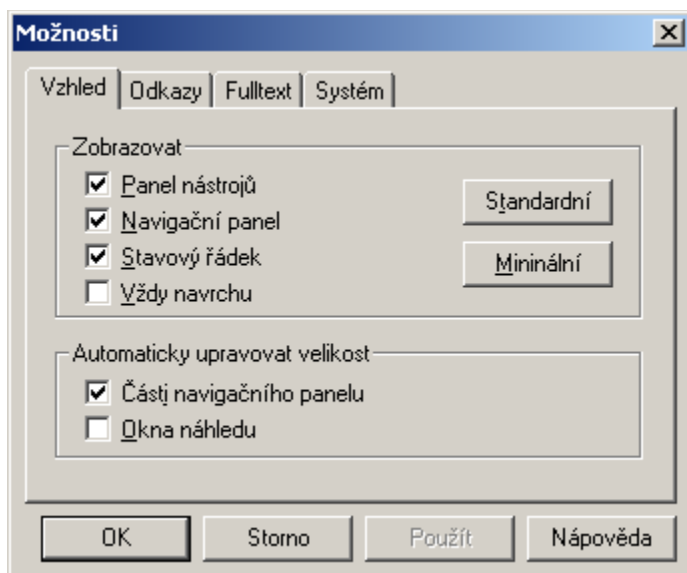 Možnosti
Vzhled Odkazy Fulltext Systém
Zobrazovat
Panel nástrojů
Standardní
Navigační panel
Stavový řádek
Mininální
Vždy navrchu
Automaticky upravovat velikost
Části navigačního panelu
Okna náhledu
OK Storno Použít Nápověda